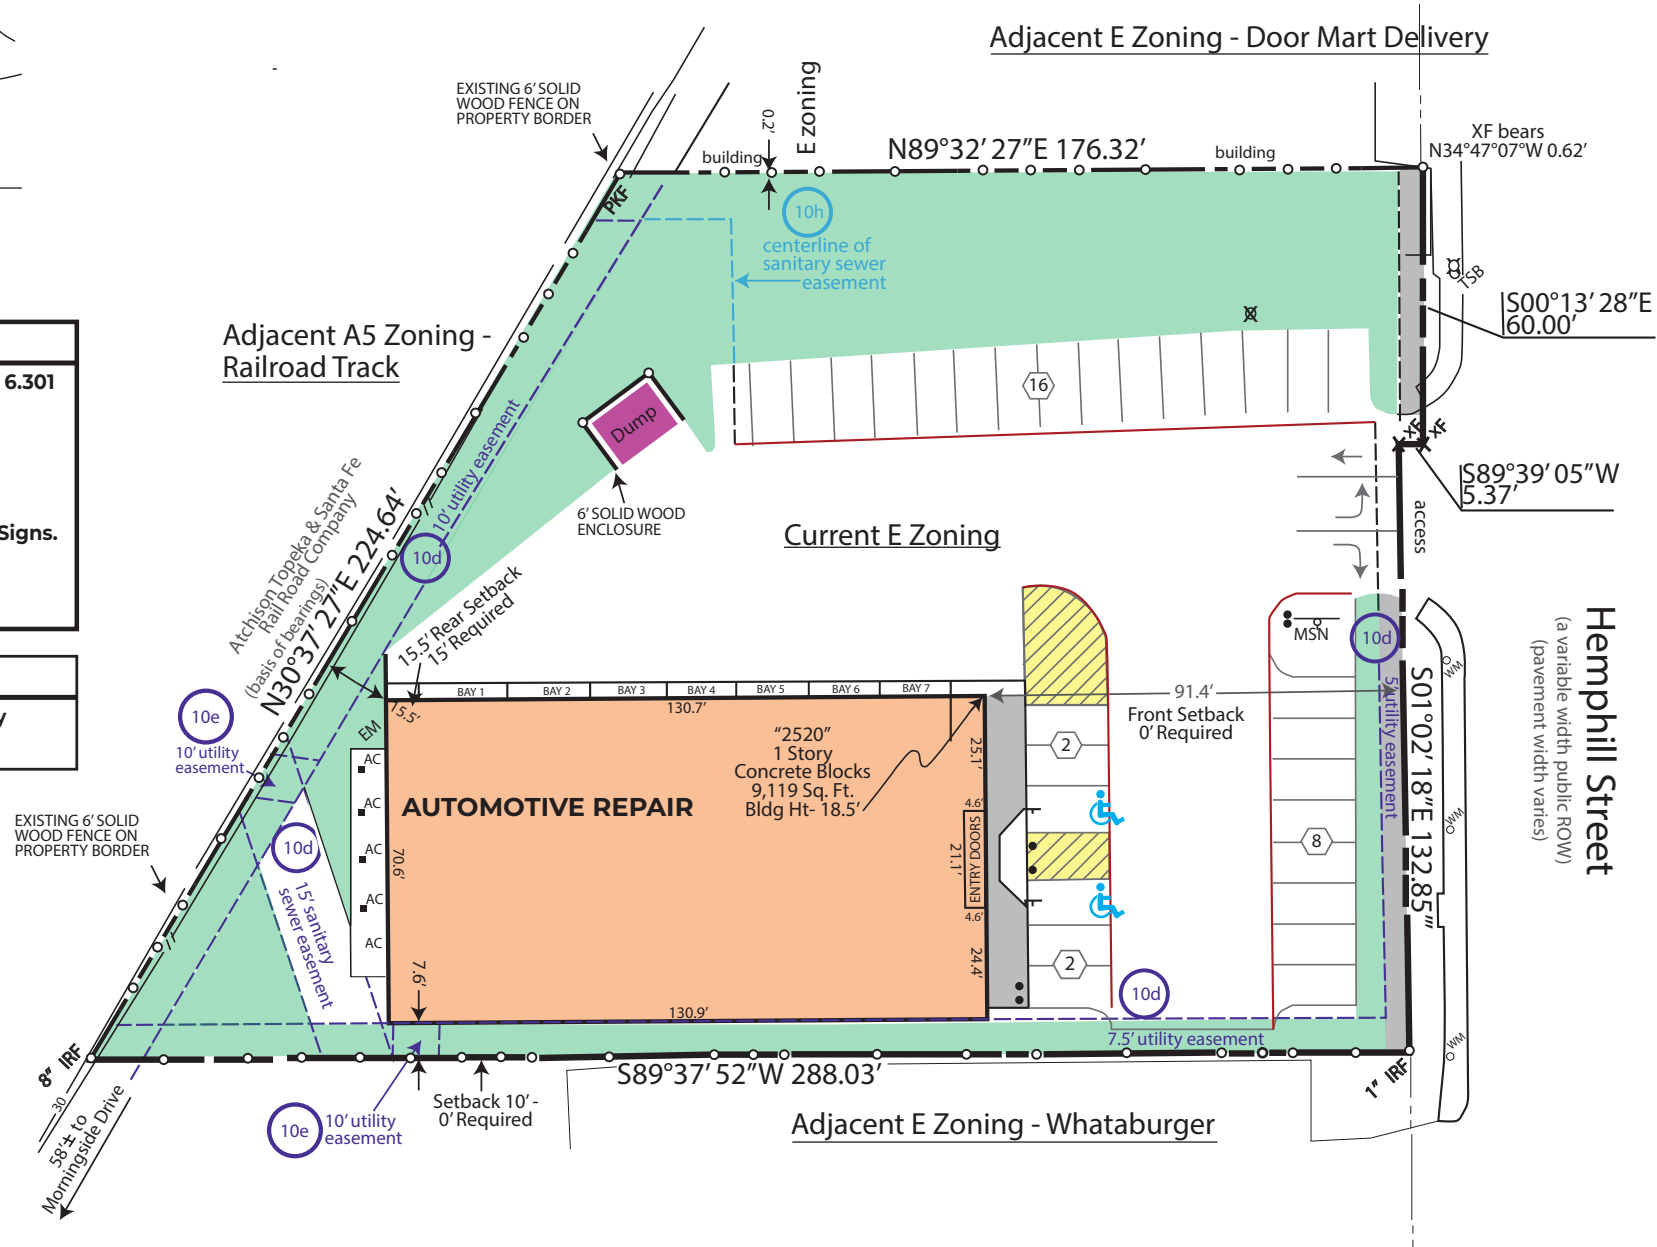 Adjacent E Zoning - Door Mart Delivery
EXISTING 6’ SOLID
WOOD FENCE ON
PROPERTY BORDER
0.2’
E zoning
building
N89°32’ 27”E 176.32’
building
XF bears
N34°47’07”W 0.62’
PKF
10h
centerline of
sanitary sewer
easement
TSB
S00°13’ 28”E
60.00’
Adjacent A5 Zoning -
Railroad Track
6.301
Signs.
y
16
Dump
6’ SOLID WOOD
ENCLOSURE
10’ utility easement
10d
XF
XF
S89°39’ 05”W
5.37’
access
Current E Zoning
Atchison Topeka & Santa Fe
Rail Road Company
(basis of bearings)
N30°37’ 27”E 224.64’
15.5’ Rear Setback
15’ Required
MSN
10d
Hemphill Street
(a variable width public ROW)
(pavement width varies)
BAY 1
BAY 2
BAY 3
BAY 4
BAY 5
BAY 6
BAY 7
15.5’
130.7’
91.4’
Front Setback
0’ Required
5’ utility easement
S01°02’ 18”E 132.85”
10e
10’ utility
easement
EM
AC
AC
AC
AC
AC
“2520”
1 Story
Concrete Blocks
9,119 Sq. Ft.
Bldg Ht- 18.5’
AUTOMOTIVE REPAIR
25.1’
4.6’
ENTRY DOORS
21.1’
4.6’
24.4’
70.6’
2
2
8
WM
WM
WM
EXISTING 6’ SOLID
WOOD FENCE ON
PROPERTY BORDER
10d
15’ sanitary
sewer easement
7.6’
130.9’
10d
7.5’ utility easement
8” IRF
30
58’± to
Morningside Drive
S89°37’ 52”W 288.03’
1” IRF
Setback 10’ -
0’ Required
10e
10’ utility
easement
Adjacent E Zoning - Whataburger